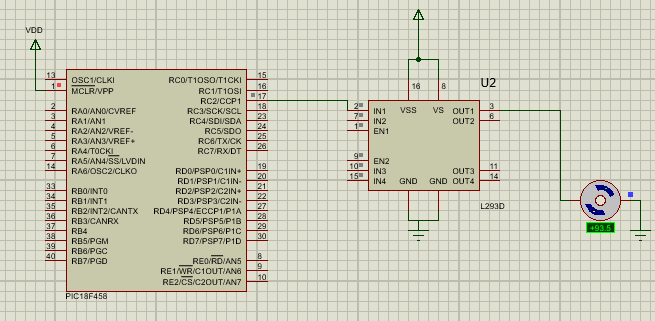 VDD
13 OSC1/CLKI
1 MCLR/VPP
2 RA0/AN0/CVREF
3 RA1/AN1
4 RA2/AN2/VREF-
5 RA3/AN3/VREF+
6 RA4/T0CKI
7 RA5/AN4/SS/LVDIN
14 RA6/OSC2/CLKO
33 RB0/INT0
34 RB1/INT1
35 RB2/INT2/CANTX
36 RB3/CANRX
37 RB4
38 RB5/PGM
39 RB6/PGC
40 RB7/PGD
RC0/T1OSO/T1CKI 15
RC1/T1OSI 16
RC2/CCP1 17
RC3/SCK/SCL 18
RC4/SDI/SDA 23
RC5/SDO 24
RC6/TX/CK 25
RC7/RX/DT 26
RD0/PSP0/C1IN+ 19
RD1/PSP1/C1IN- 20
RD2/PSP2/C2IN+ 21
RD3/PSP3/C2IN- 22
RD4/PSP4/ECCP1/P1A 27
RD5/PSP5/P1B 28
RD6/PSP6/P1C 29
RD7/PSP7/P1D 30
RE0/RD/AN5 8
RE1/WR/C1OUT/AN6 9
RE2/CS/C2OUT/AN7 10
PIC18F458
U2
16 8
VSS VS
2 IN1
7 IN2
1 EN1
9 EN2
10 IN3
15 IN4
OUT1 3
OUT2 6
OUT3 11
OUT4 14
GND GND
L293D
+93.5